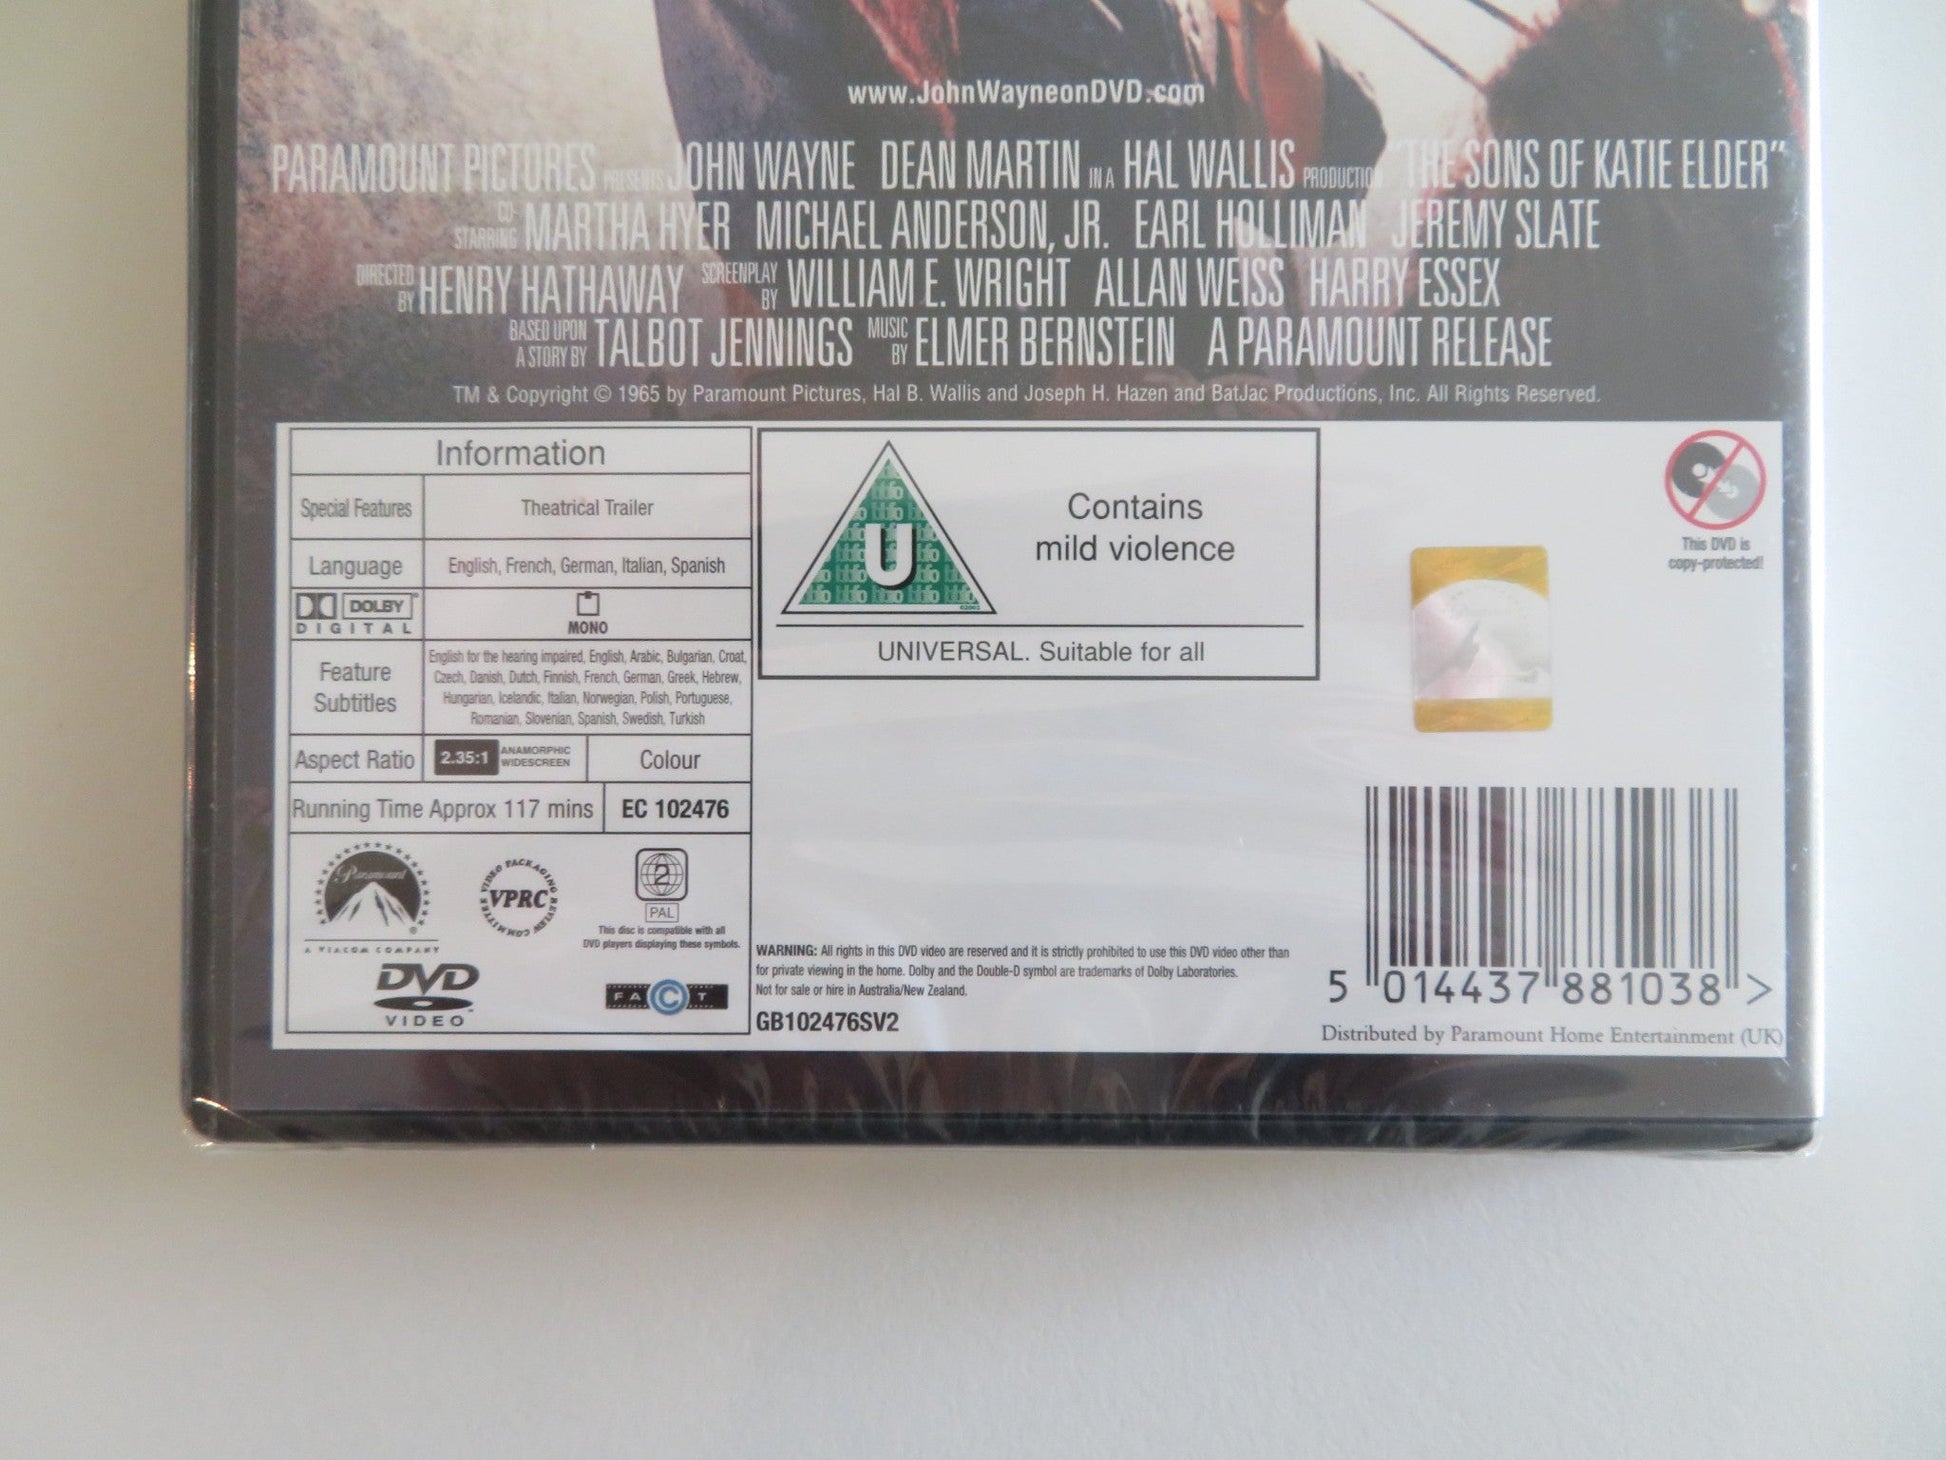 www.JohnWayneonDVD.com
PARAMOUNT PICTURES PRESENTS JOHN WAYNE DEAN MARTIN IN A HAL WALLIS PRODUCTION "THE SONS OF KATIE ELDER"
CO-STARRING MARTHA HYER MICHAEL ANDERSON, JR. EARL HOLLIMAN JEREMY SLATE
DIRECTED BY HENRY HATHAWAY SCREENPLAY BY WILLIAM E. WRIGHT ALLAN WEISS HARRY ESSEX
BASED UPON A STORY BY TALBOT JENNINGS MUSIC BY ELMER BERNSTEIN A PARAMOUNT RELEASE
TM & Copyright © 1965 by Paramount Pictures, Hal B. Wallis and Joseph H. Hazen and BatJac Productions, Inc. All Rights Reserved.
Information
Special Features Theatrical Trailer
Language English, French, German, Italian, Spanish
DOLBY
DIGITAL
MONO
Feature Subtitles
English for the hearing impaired, English, Arabic, Bulgarian, Croat,
Czech, Danish, Dutch, Finnish, French, German, Greek, Hebrew,
Hungarian, Icelandic, Italian, Norwegian, Polish, Portuguese,
Romanian, Slovenian, Spanish, Swedish, Turkish
Aspect Ratio 2.35:1 ANAMORPHIC WIDESCREEN Colour
Running Time Approx 117 mins EC 102476
Paramount
A VIACOM COMPANY
VIDEO PACKAGING REVIEW COMMITTEE
VPRC
2
PAL
This disc is compatible with all
DVD players displaying these symbols.
DVD
VIDEO
FACT
bbfc
U
Contains
mild violence
UNIVERSAL. Suitable for all
This DVD is
copy-protected!
WARNING: All rights in this DVD video are reserved and it is strictly prohibited to use this DVD video other than
for private viewing in the home. Dolby and the Double-D symbol are trademarks of Dolby Laboratories.
Not for sale or hire in Australia/New Zealand.
GB102476SV2
5 014437 881038 >
Distributed by Paramount Home Entertainment (UK)